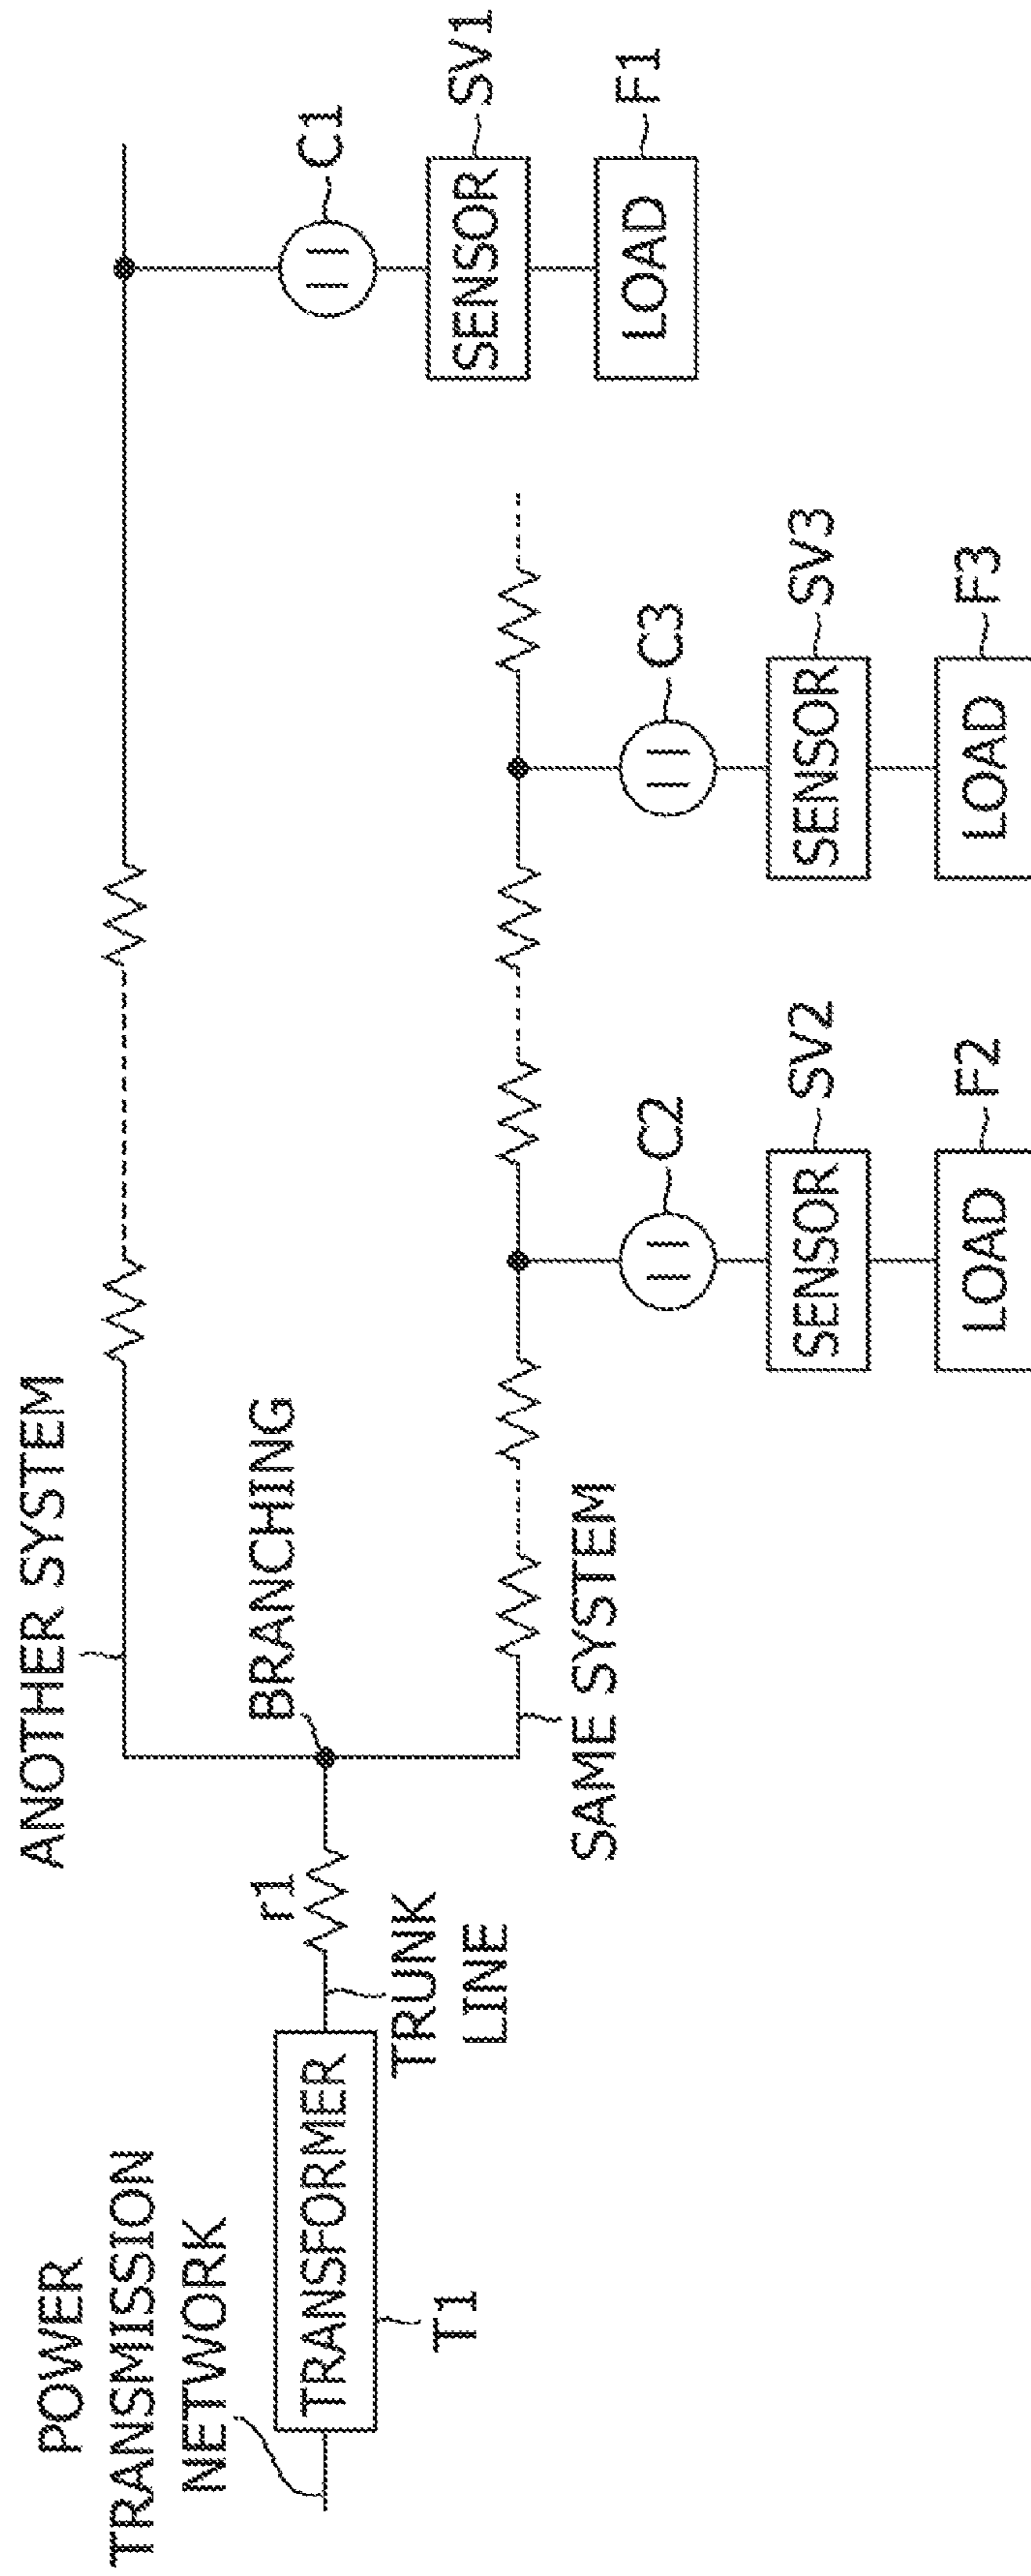 POWER
TRANSMISSION
NETWORK
TRANSFORMER
T1
TRUNK
LINE
r1
BRANCHING
ANOTHER SYSTEM
SAME SYSTEM
C1
SENSOR
SV1
LOAD
F1
C2
SENSOR
SV2
LOAD
F2
C3
SENSOR
SV3
LOAD
F3